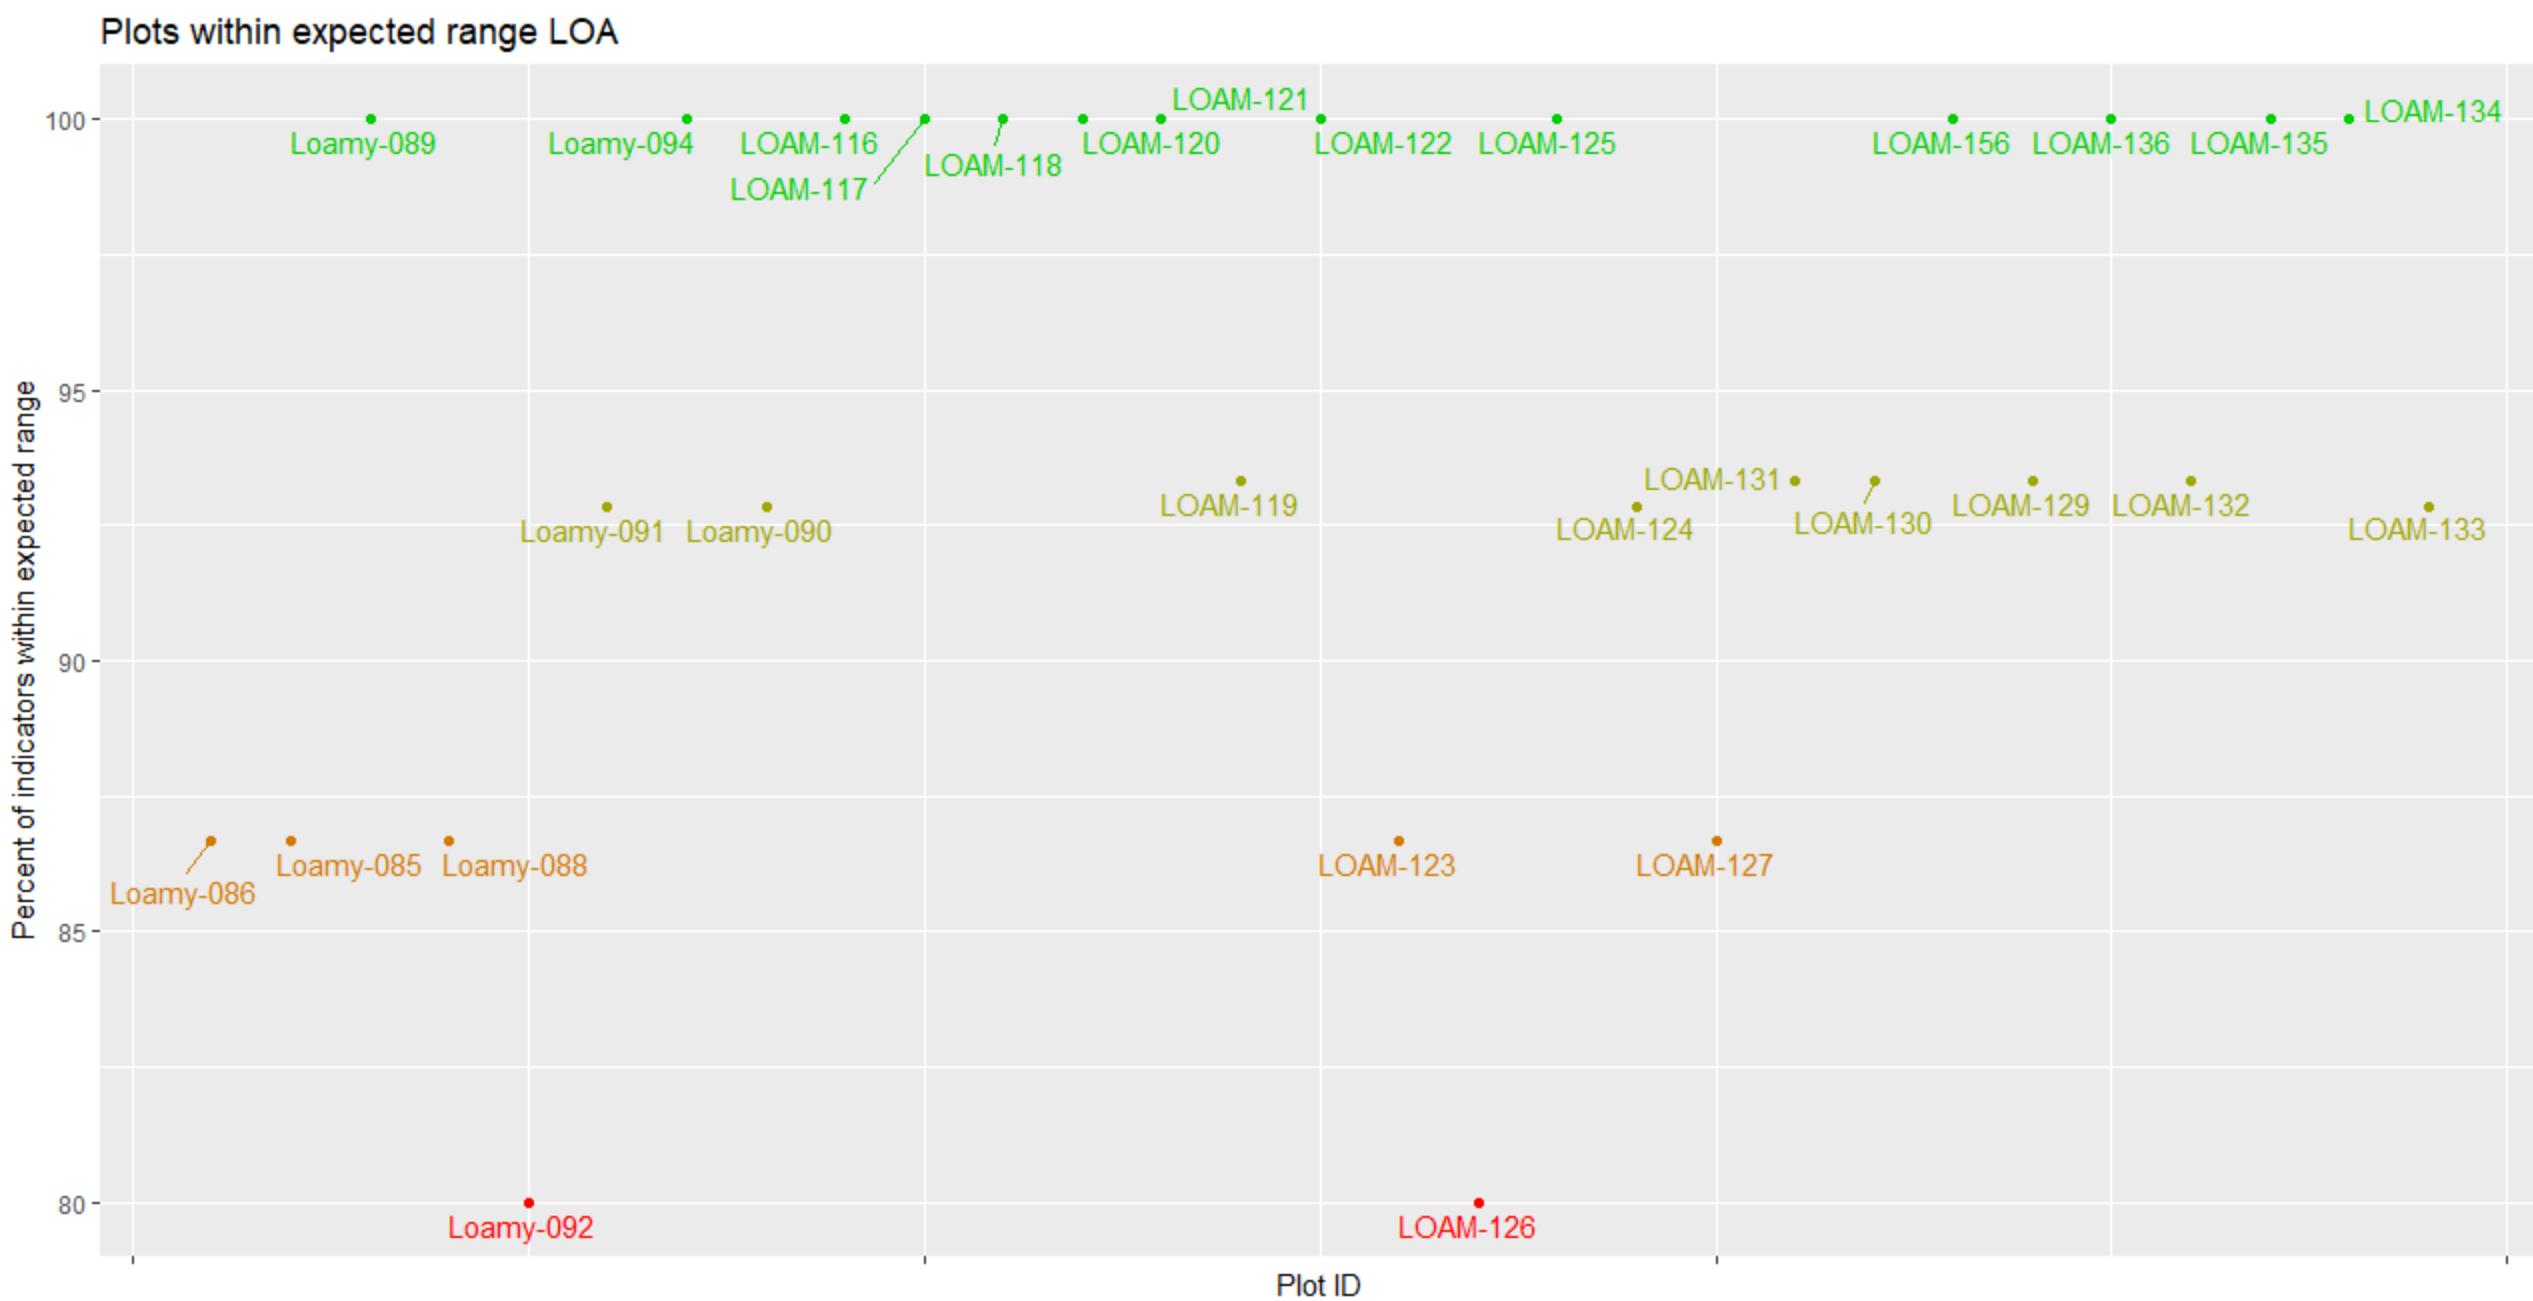 Plots within expected range LOA
Percent of indicators within expected range
100
95
90
85
80
LOAM-121
LOAM-134
Loamy-089
Loamy-094
LOAM-116
LOAM-120
LOAM-122
LOAM-125
LOAM-156
LOAM-136
LOAM-135
LOAM-118
LOAM-117
LOAM-131
LOAM-119
LOAM-129
LOAM-132
LOAM-130
Loamy-091
Loamy-090
LOAM-124
LOAM-133
Loamy-085
Loamy-088
LOAM-123
LOAM-127
Loamy-086
Loamy-092
LOAM-126
Plot ID